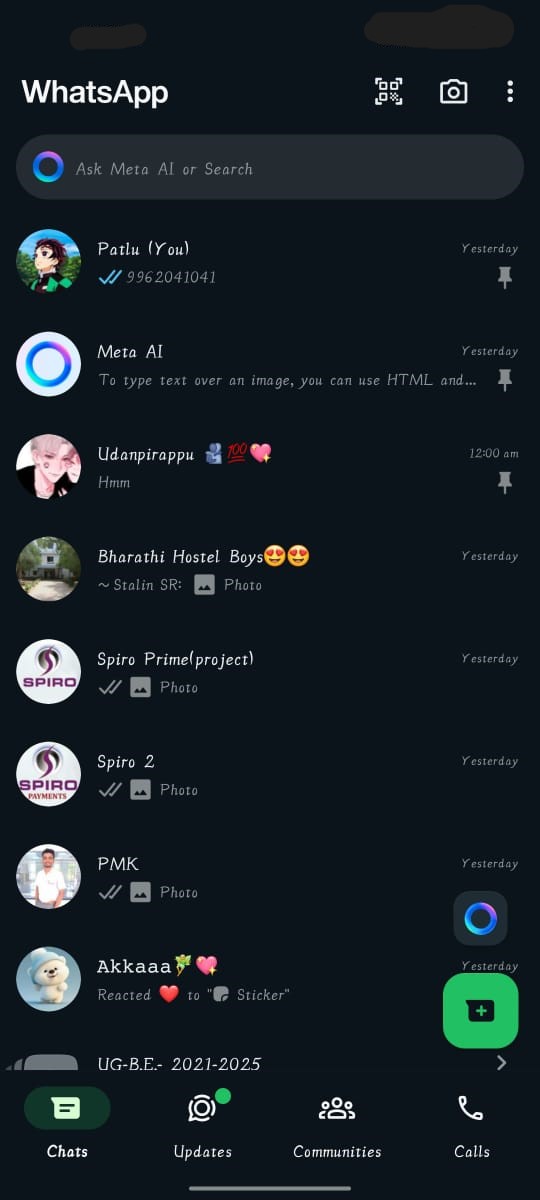 WhatsApp
Ask Meta AI or Search
Patlu (You)
Yesterday
9962041041
Meta AI
Yesterday
To type text over an image, you can use HTML and...
Udanpirappu 🫂💯💖
12:00 am
Hmm
Bharathi Hostel Boys😍😍
Yesterday
~ Stalin SR: Photo
SPIRO
Spiro Prime(project)
Yesterday
Photo
SPIRO
PAYMENTS
Spiro 2
Yesterday
Photo
PMK
Yesterday
Photo
Akkaaa🧚💖
Yesterday
Reacted ❤️ to "Sticker"
UG-B.E.- 2021-2025
Chats
Updates
Communities
Calls